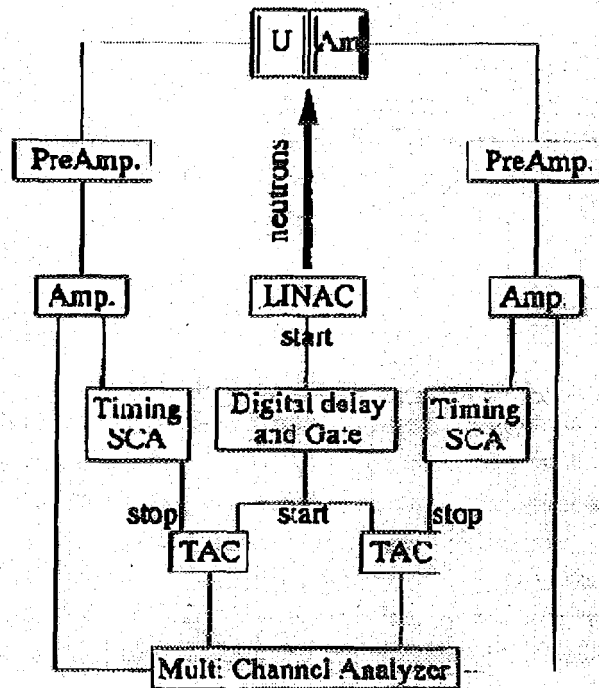 U Am
PreAmp. PreAmp.
neutrons
Amp. LINAC Amp.
start
Timing
SCA
Digital delay
and Gate
Timing
SCA
stop start stop
TAC TAC
Multi Channel Analyzer